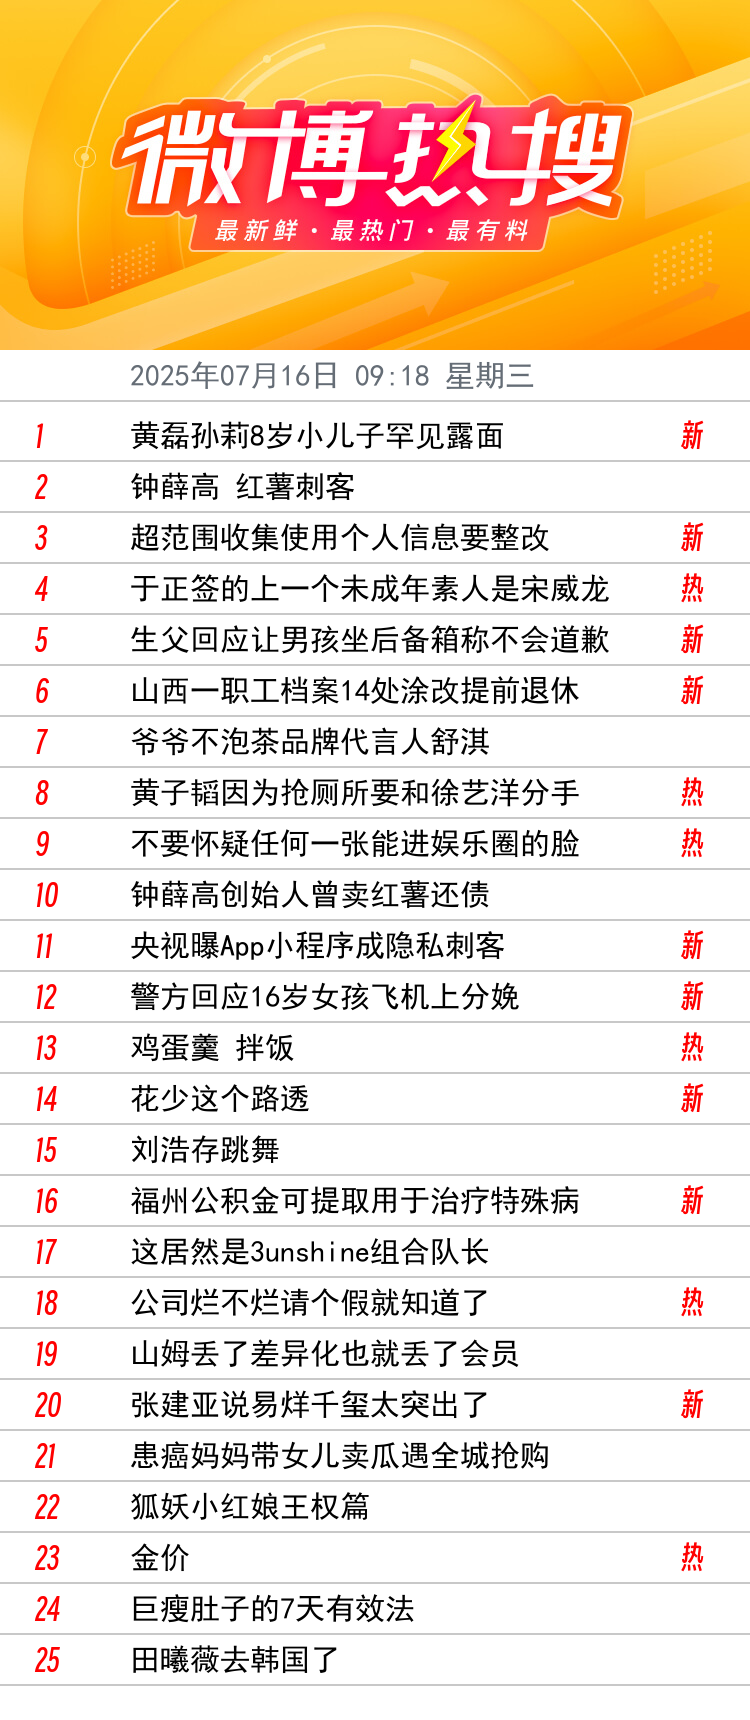 微博热搜
最新鲜·最热门·最有料
2025年07月16日 09:18 星期三
1 黄磊孙莉8岁小儿子罕见露面 新
2 钟薛高 红薯刺客
3 超范围收集使用个人信息要整改 新
4 于正签的上一个未成年素人是宋威龙 热
5 生父回应让男孩坐后备箱称不会道歉 新
6 山西一职工档案14处涂改提前退休 新
7 爷爷不泡茶品牌代言人舒淇
8 黄子韬因为抢厕所要和徐艺洋分手 热
9 不要怀疑任何一张能进娱乐圈的脸 热
10 钟薛高创始人曾卖红薯还债
11 央视曝App小程序成隐私刺客 新
12 警方回应16岁女孩飞机上分娩 新
13 鸡蛋羹 拌饭 热
14 花少这个路透 新
15 刘浩存跳舞
16 福州公积金可提取用于治疗特殊病 新
17 这居然是3unshine组合队长
18 公司烂不烂请个假就知道了 热
19 山姆丢了差异化也就丢了会员
20 张建亚说易烊千玺太突出了 新
21 患癌妈妈带女儿卖瓜遇全城抢购
22 狐妖小红娘王权篇
23 金价 热
24 巨瘦肚子的7天有效法
25 田曦薇去韩国了